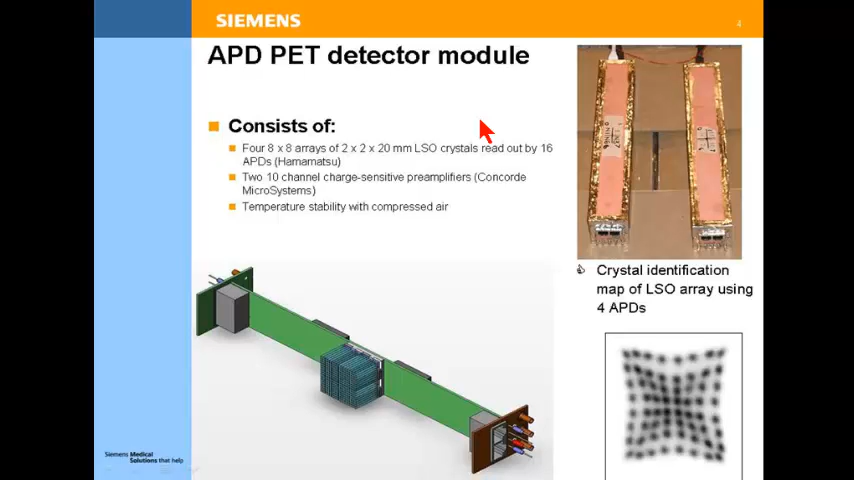 SIEMENS
4
APD PET detector module
Consists of:
Four 8 x 8 arrays of 2 x 2 x 20 mm LSO crystals read out by 16
APDs (Hamamatsu)
Two 10 channel charge-sensitive preamplifiers (Concorde
MicroSystems)
Temperature stability with compressed air
Crystal identification
map of LSO array using
4 APDs
Siemens Medical
Solutions that help